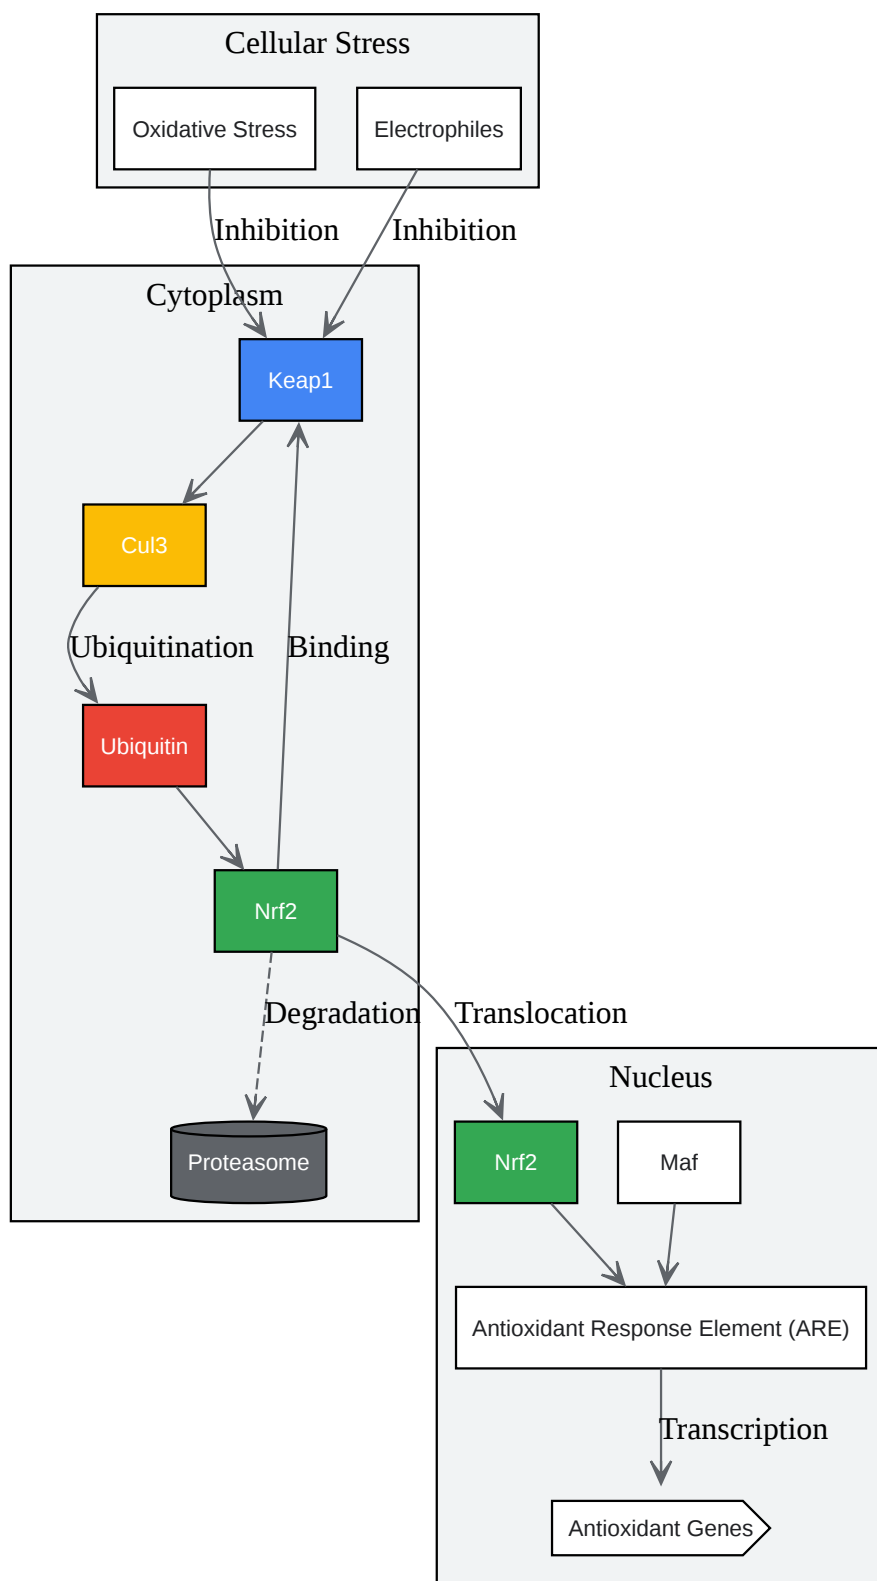 Cellular Stress
Oxidative Stress
Electrophiles
Inhibition
Inhibition
Cytoplasm
Keap1
Cul3
Ubiquitination
Binding
Ubiquitin
Nrf2
Degradation
Translocation
Nucleus
Proteasome
Nrf2
Maf
Antioxidant Response Element (ARE)
Transcription
Antioxidant Genes